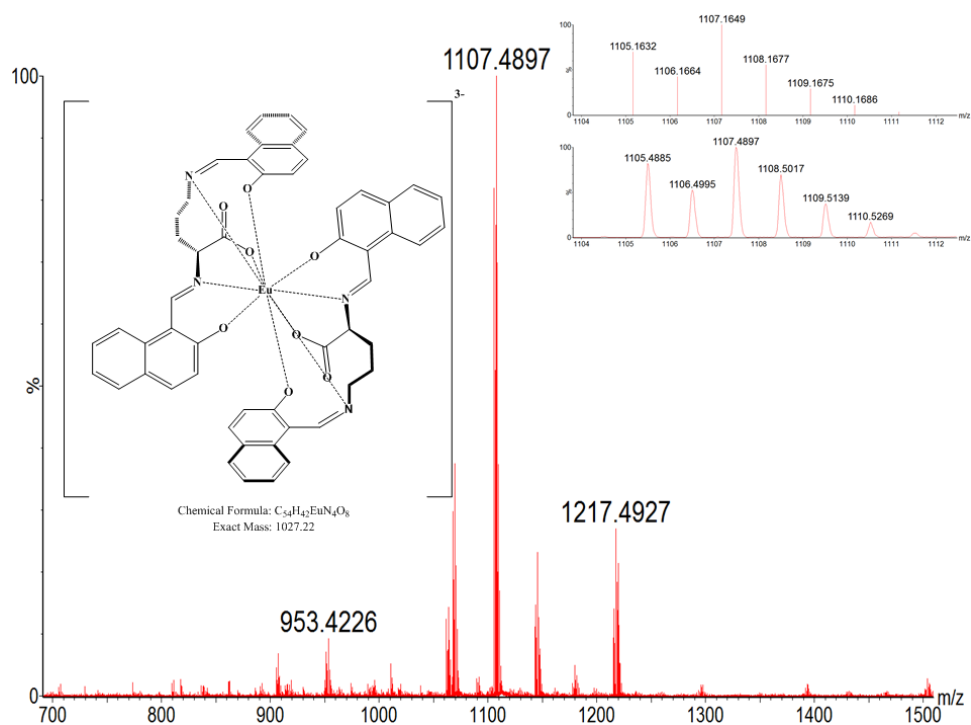 1107.4897
100
%
0
3-
N
O
O
O
N
O
Eu
O
N
O
O
O
N
Chemical Formula: C₅₄H₄₂EuN₄O₈
Exact Mass: 1027.22
953.4226
1217.4927
700 800 900 1000 1100 1200 1300 1400 1500 m/z
1107.1649
100
1105.1632
1108.1677
%
1106.1664
1109.1675
1110.1686
0
1104 1105 1106 1107 1108 1109 1110 1111 1112 m/z
1107.4897
100
1105.4885
1108.5017
1106.4995
%
1109.5139
1110.5269
0
1104 1105 1106 1107 1108 1109 1110 1111 1112 m/z